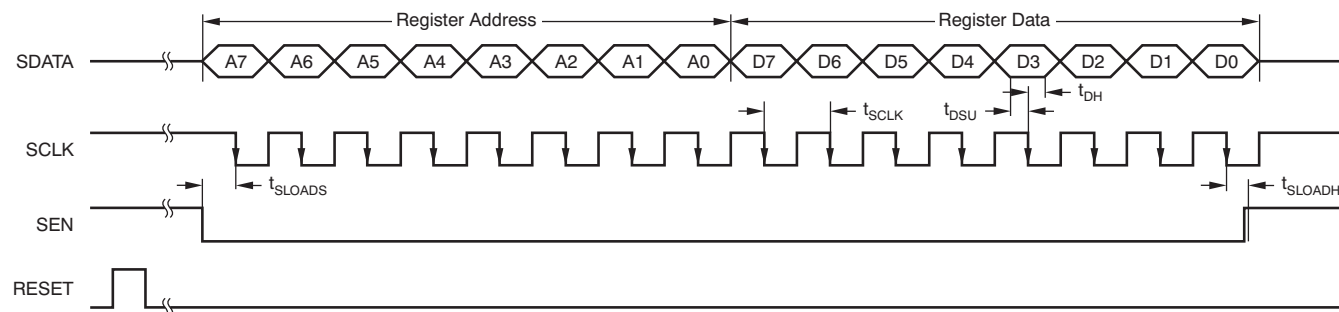 Register Address Register Data
SDATA A7 A6 A5 A4 A3 A2 A1 A0 D7 D6 D5 D4 D3 D2 D1 D0
tSCLK tDSU tDH
SCLK
tSLOADS tSLOADH
SEN
RESET